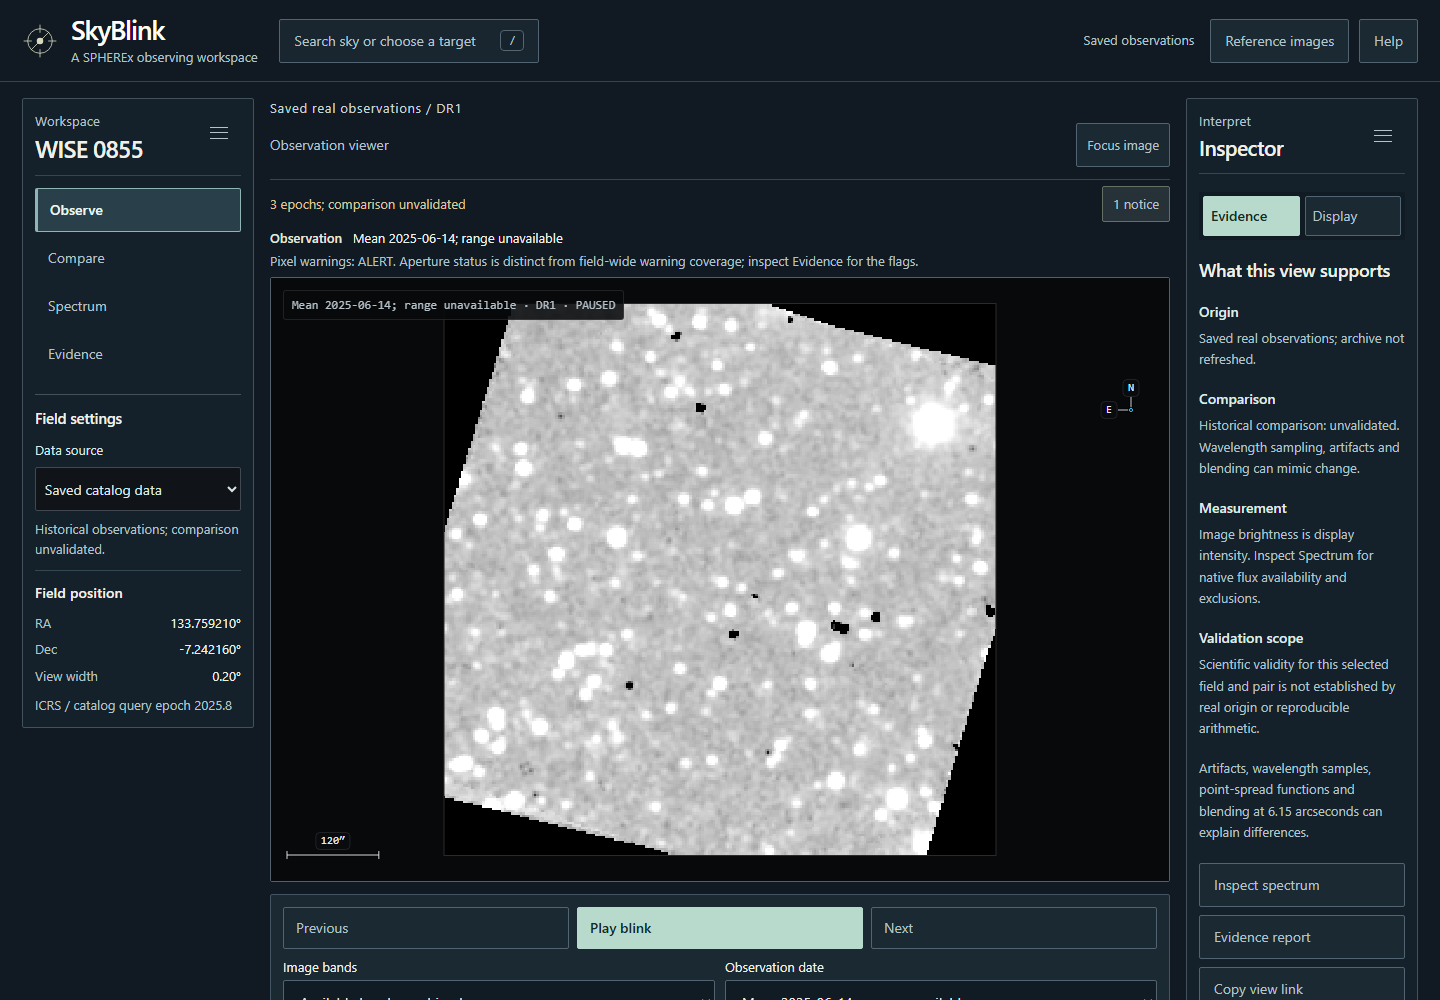 SkyBlink
A SPHEREx observing workspace
Search sky or choose a target
/
Saved observations
Reference images
Help
Workspace
WISE 0855
Observe
Compare
Spectrum
Evidence
Field settings
Data source
Saved catalog data
Historical observations; comparison
unvalidated.
Field position
RA 133.759210°
Dec -7.242160°
View width 0.20°
ICRS / catalog query epoch 2025.8
Saved real observations / DR1
Observation viewer
Focus image
3 epochs; comparison unvalidated
1 notice
Observation Mean 2025-06-14; range unavailable
Pixel warnings: ALERT. Aperture status is distinct from field-wide warning coverage; inspect Evidence for the flags.
Mean 2025-06-14; range unavailable · DR1 · PAUSED
N
E
120″
Previous
Play blink
Next
Image bands
Observation date
Interpret
Inspector
Evidence
Display
What this view supports
Origin
Saved real observations; archive not
refreshed.
Comparison
Historical comparison: unvalidated.
Wavelength sampling, artifacts and
blending can mimic change.
Measurement
Image brightness is display
intensity. Inspect Spectrum for
native flux availability and
exclusions.
Validation scope
Scientific validity for this selected
field and pair is not established by
real origin or reproducible
arithmetic.
Artifacts, wavelength samples,
point-spread functions and
blending at 6.15 arcseconds can
explain differences.
Inspect spectrum
Evidence report
Copy view link